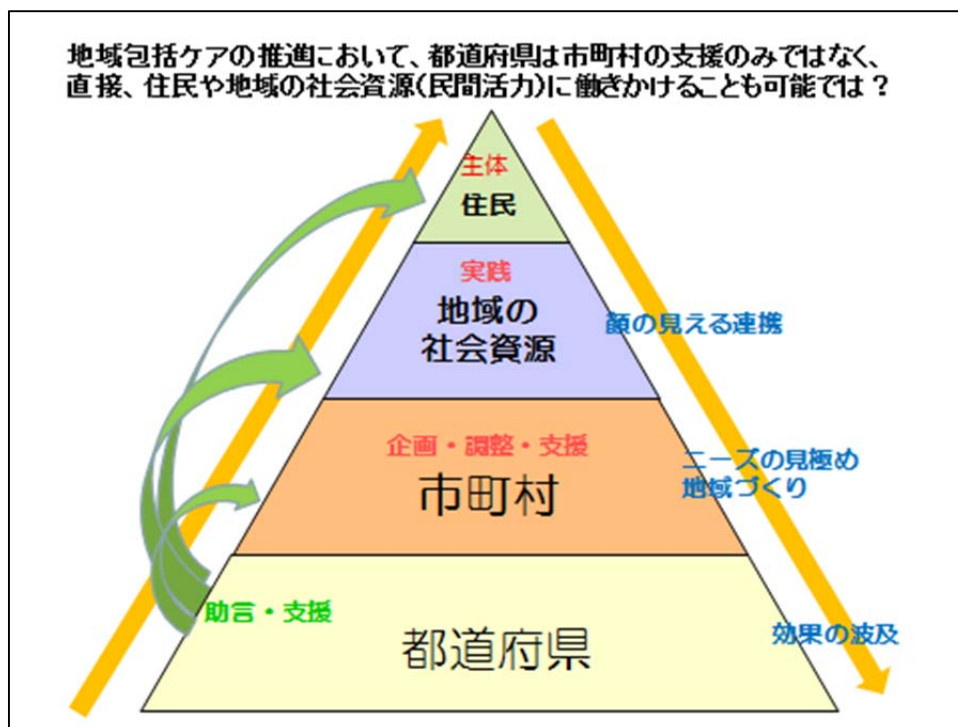 地域包括ケアの推進において、都道府県は市町村の支援のみではなく、
直接、住民や地域の社会資源(民間活力)に働きかけることも可能では？
主体
住民
実践
地域の
社会資源
顔の見える連携
企画・調整・支援
市町村
ニーズの見極め
地域づくり
助言・支援
都道府県
効果の波及